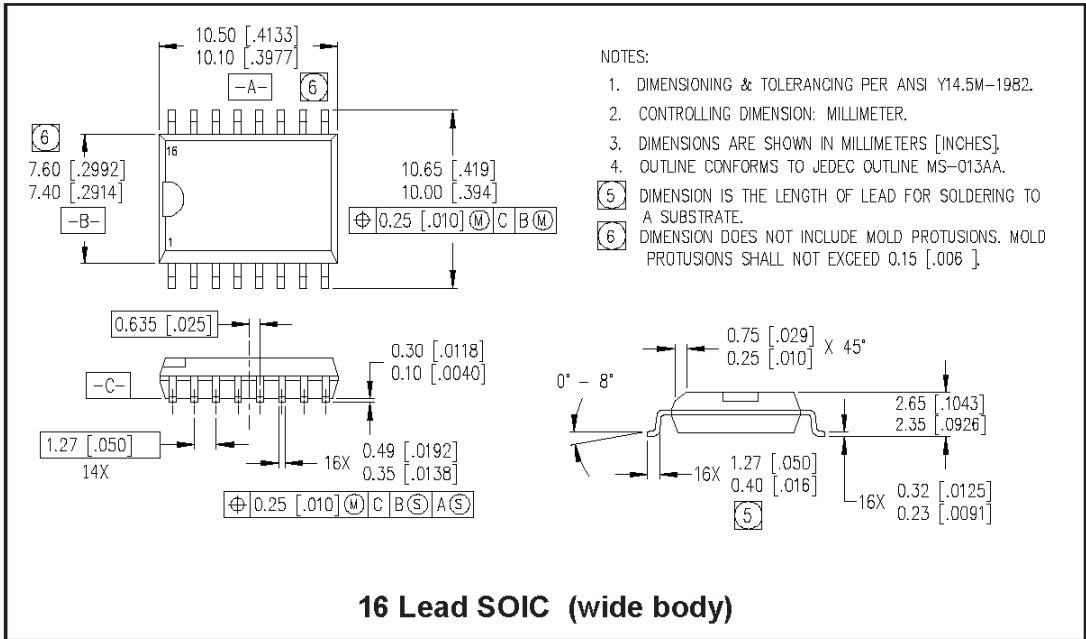 10.50 [.4133]
10.10 [.3977]
-A-
6
6
7.60 [.2992]
7.40 [.2914]
-B-
16
1
10.65 [.419]
10.00 [.394]
⌖ 0.25 [.010] Ⓜ C B Ⓜ
NOTES:
1. DIMENSIONING & TOLERANCING PER ANSI Y14.5M-1982.
2. CONTROLLING DIMENSION: MILLIMETER.
3. DIMENSIONS ARE SHOWN IN MILLIMETERS [INCHES].
4. OUTLINE CONFORMS TO JEDEC OUTLINE MS-013AA.
5 DIMENSION IS THE LENGTH OF LEAD FOR SOLDERING TO
A SUBSTRATE.
6 DIMENSION DOES NOT INCLUDE MOLD PROTUSIONS. MOLD
PROTUSIONS SHALL NOT EXCEED 0.15 [.006 ].
0.635 [.025]
-C-
0.30 [.0118]
0.10 [.0040]
1.27 [.050]
14X
16X 0.49 [.0192]
0.35 [.0138]
⌖ 0.25 [.010] Ⓜ C B Ⓢ A Ⓢ
0.75 [.029]
0.25 [.010]
X 45°
0° - 8°
2.65 [.1043]
2.35 [.0926]
16X 1.27 [.050]
0.40 [.016]
5
16X 0.32 [.0125]
0.23 [.0091]
16 Lead SOIC (wide body)